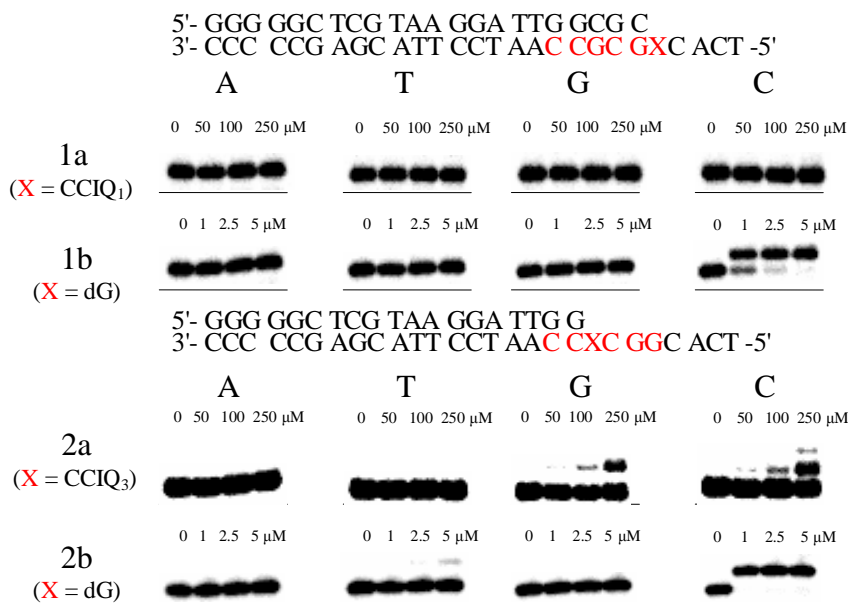 5'- GGG GGC TCG TAA GGA TTG GCG C
3'- CCC CCG AGC ATT CCT AAC CGC GXC ACT -5'
A T G C
0 50 100 250 μM 0 50 100 250 μM 0 50 100 250 μM 0 50 100 250 μM
1a
(X = CCIQ1)
0 1 2.5 5 μM 0 1 2.5 5 μM 0 1 2.5 5 μM 0 1 2.5 5 μM
1b
(X = dG)
5'- GGG GGC TCG TAA GGA TTG G
3'- CCC CCG AGC ATT CCT AAC CXC GGC ACT -5'
A T G C
0 50 100 250 μM 0 50 100 250 μM 0 50 100 250 μM 0 50 100 250 μM
2a
(X = CCIQ3)
0 1 2.5 5 μM 0 1 2.5 5 μM 0 1 2.5 5 μM 0 1 2.5 5 μM
2b
(X = dG)